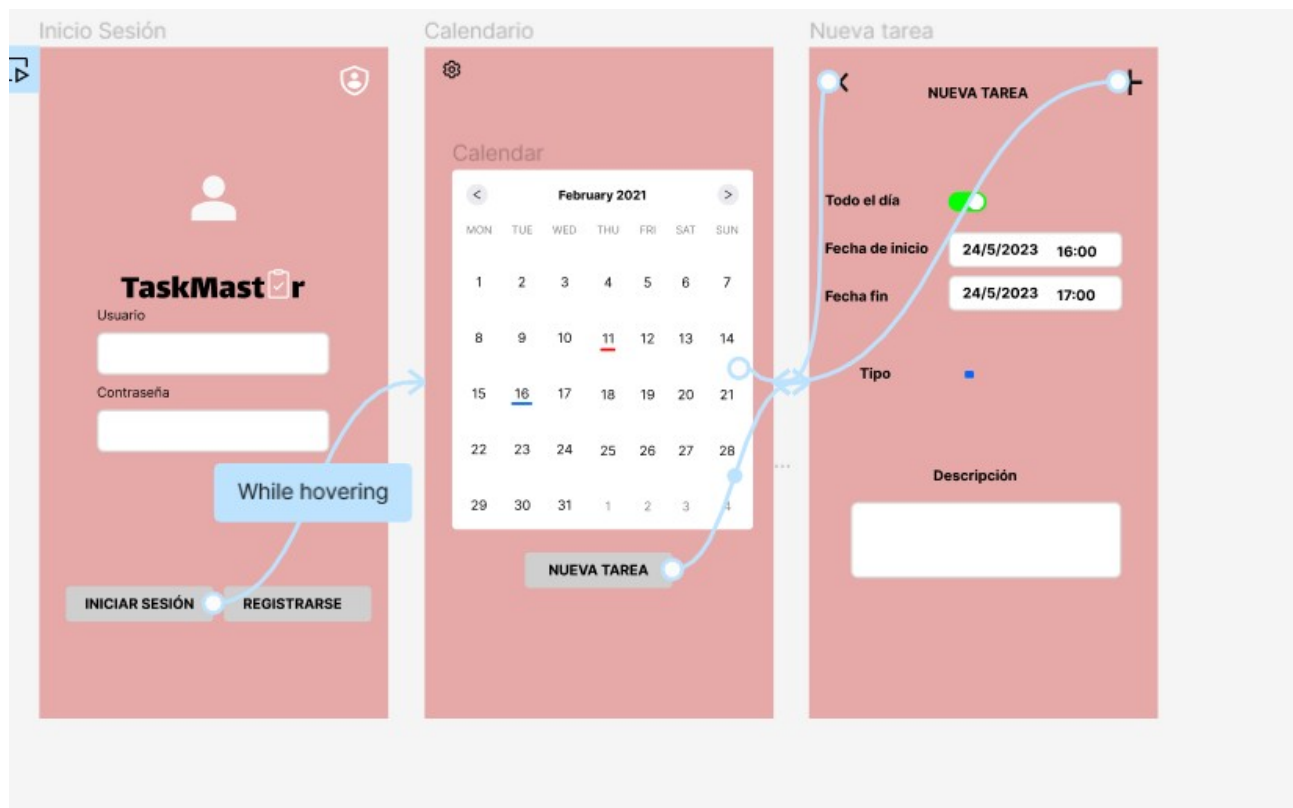 Inicio Sesión
TaskMast r
Usuario
Contraseña
While hovering
INICIAR SESIÓN
REGISTRARSE
Calendario
Calendar
<
February 2021
>
MON TUE WED THU FRI SAT SUN
1 2 3 4 5 6 7
8 9 10 11 12 13 14
15 16 17 18 19 20 21
22 23 24 25 26 27 28
29 30 31 1 2 3 4
NUEVA TAREA
Nueva tarea
NUEVA TAREA
Todo el día
Fecha de inicio 24/5/2023 16:00
Fecha fin 24/5/2023 17:00
Tipo
Descripción